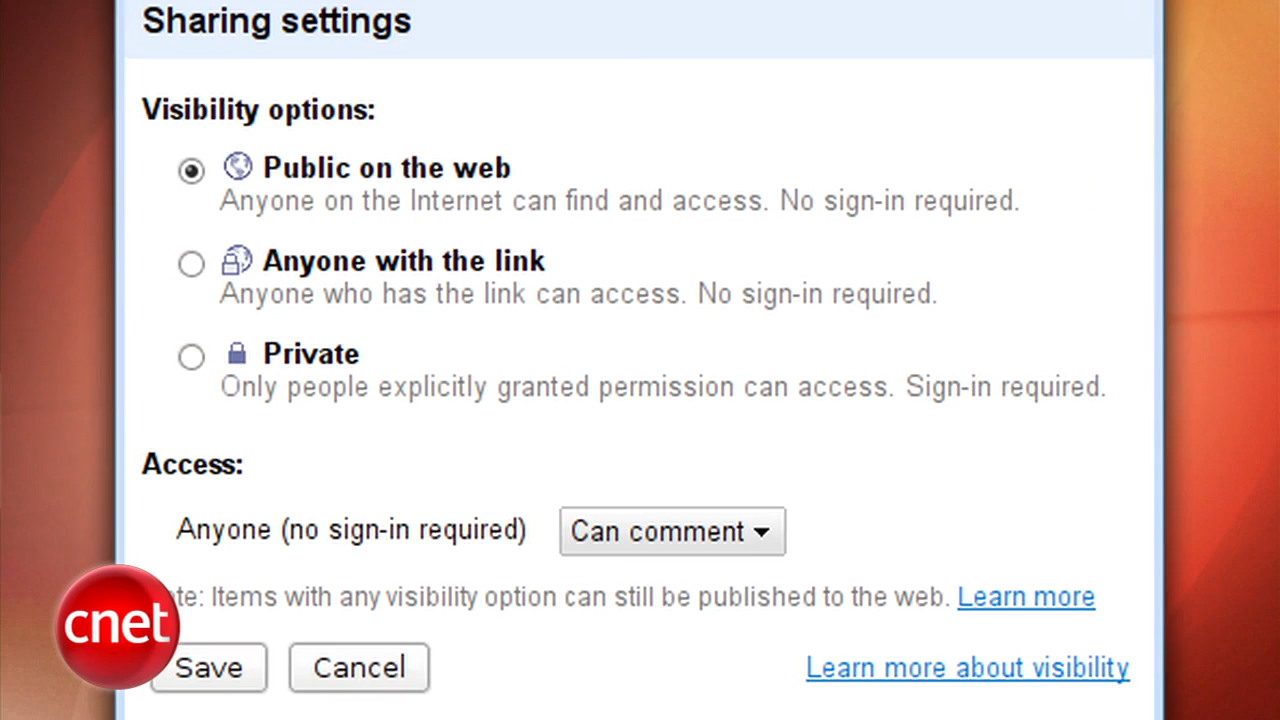 Sharing settings
Visibility options:
Public on the web
Anyone on the Internet can find and access. No sign-in required.
Anyone with the link
Anyone who has the link can access. No sign-in required.
Private
Only people explicitly granted permission can access. Sign-in required.
Access:
Anyone (no sign-in required) Can comment
te: Items with any visibility option can still be published to the web. Learn more
cnet
Save Cancel Learn more about visibility